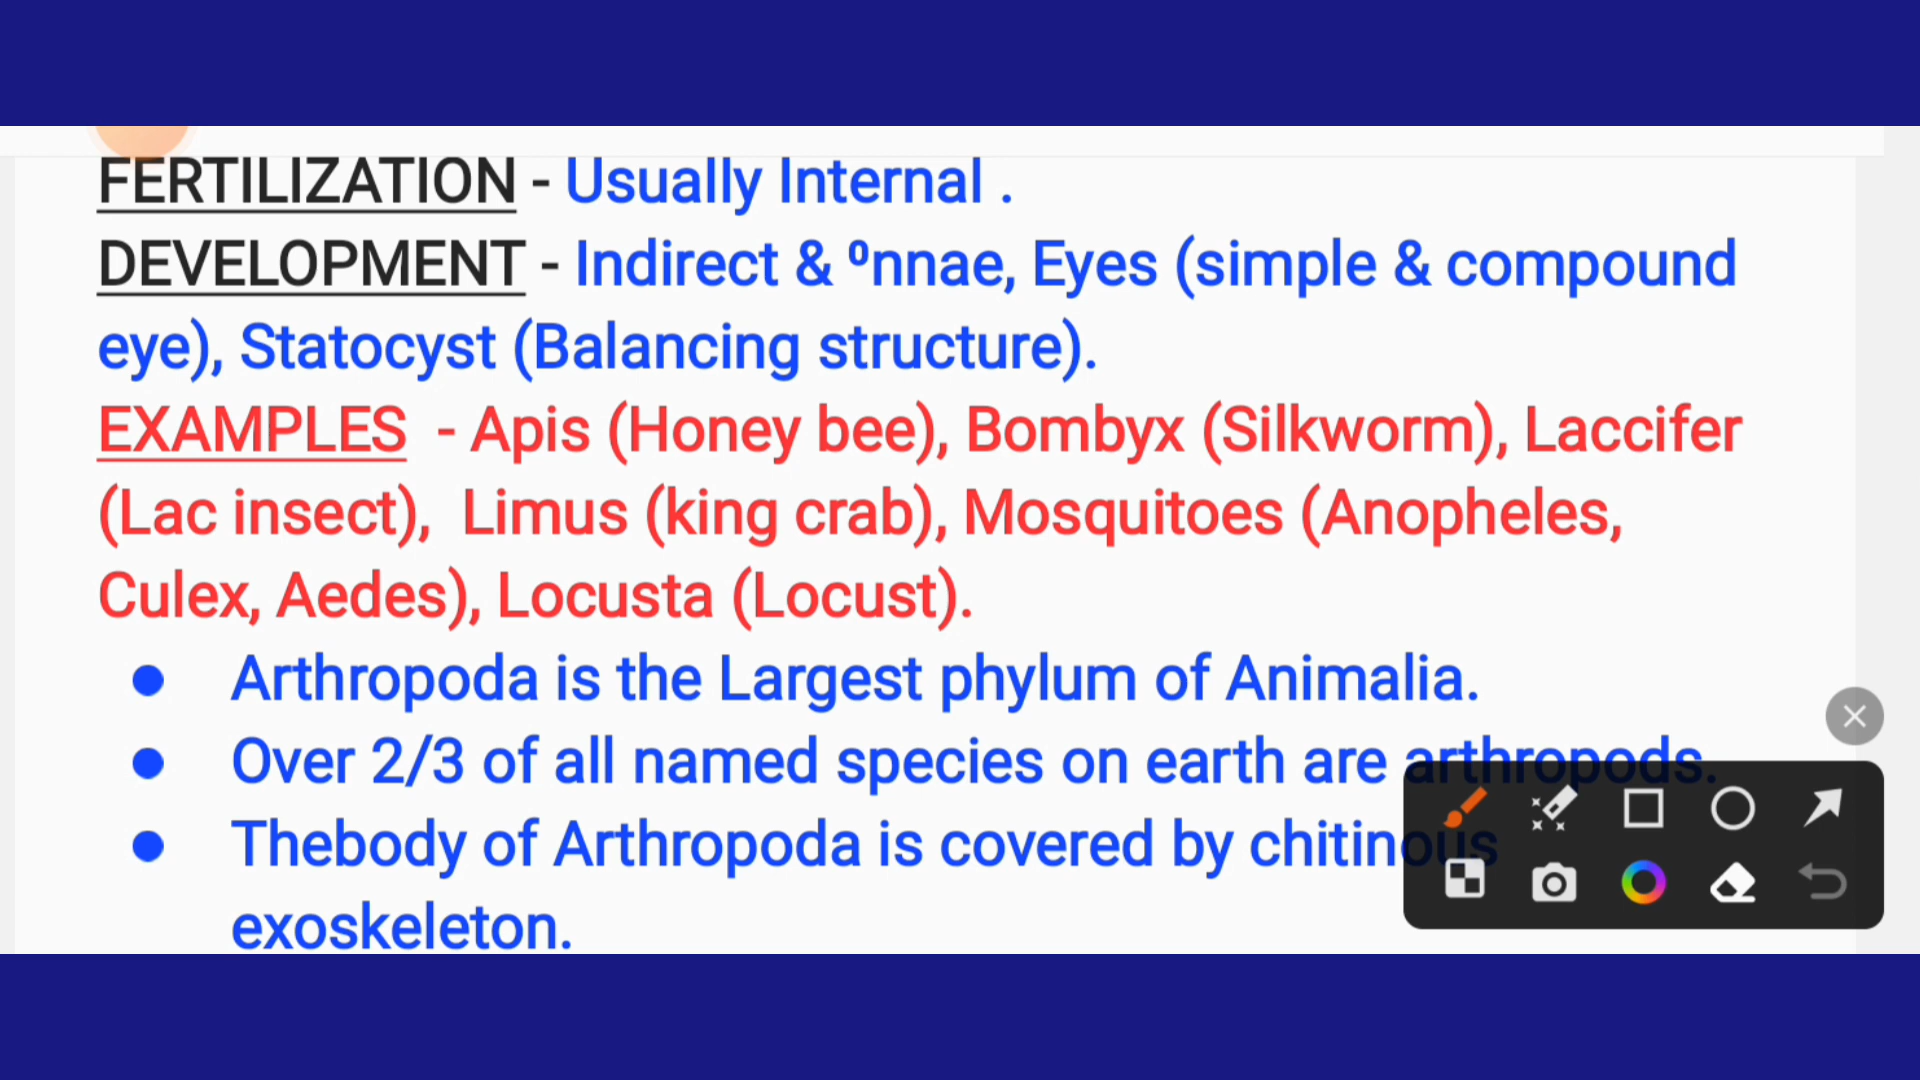 FERTILIZATION - Usually Internal .
DEVELOPMENT - Indirect & ⁰nnae, Eyes (simple & compound
eye), Statocyst (Balancing structure).
EXAMPLES - Apis (Honey bee), Bombyx (Silkworm), Laccifer
(Lac insect), Limus (king crab), Mosquitoes (Anopheles,
Culex, Aedes), Locusta (Locust).
● Arthropoda is the Largest phylum of Animalia.
● Over 2/3 of all named species on earth are arthropods.
● Thebody of Arthropoda is covered by chitinous
exoskeleton.